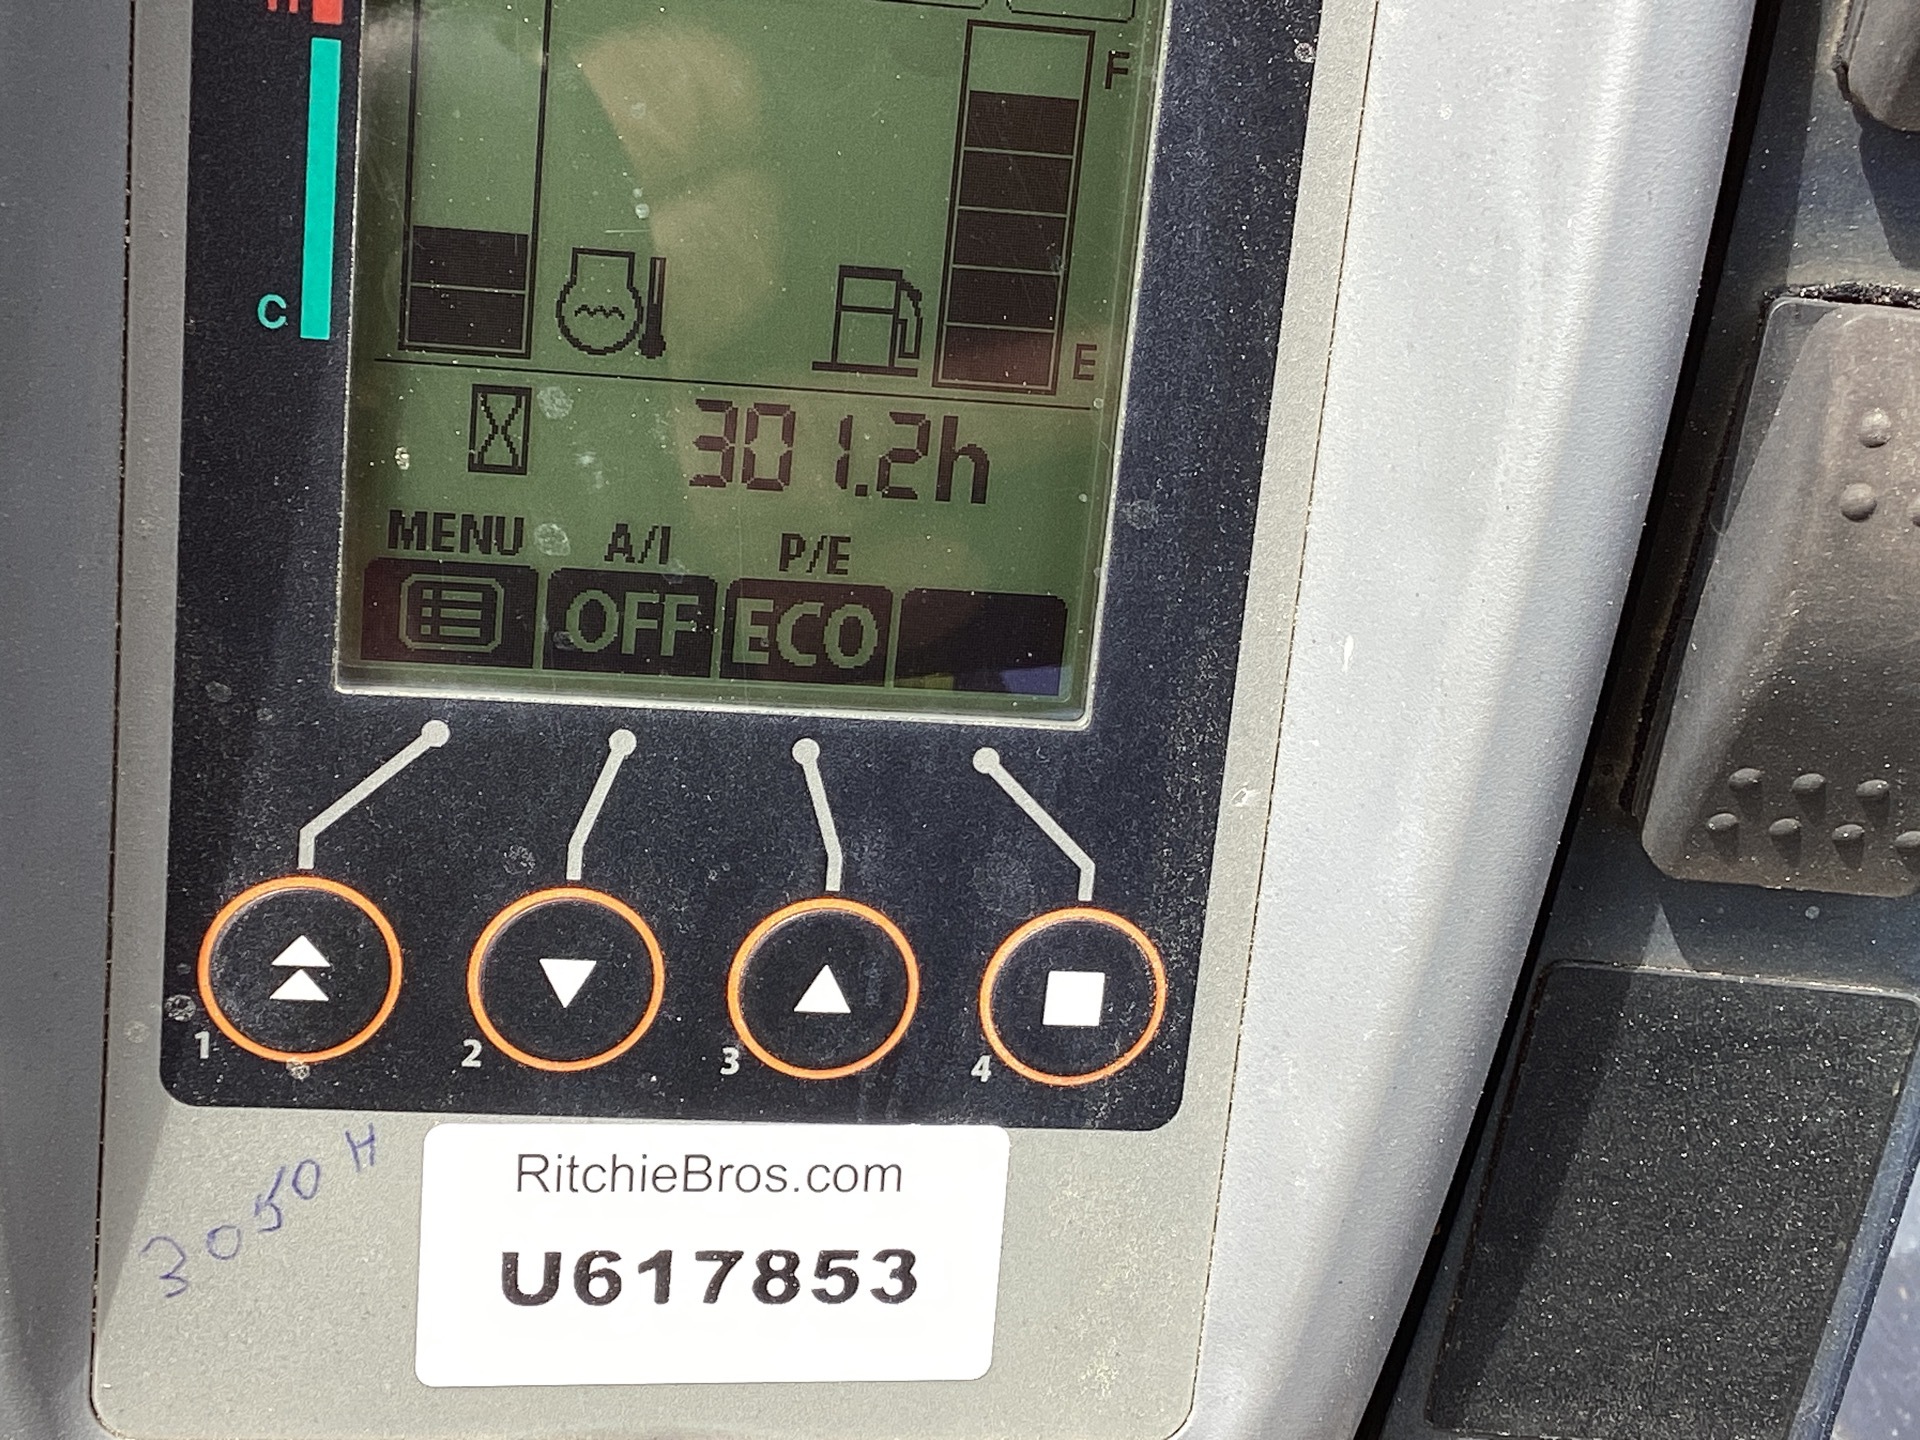 F
C
E
301.2h
MENU A/I P/E
OFF ECO
1 2 3 4
3050 H
RitchieBros.com
U617853